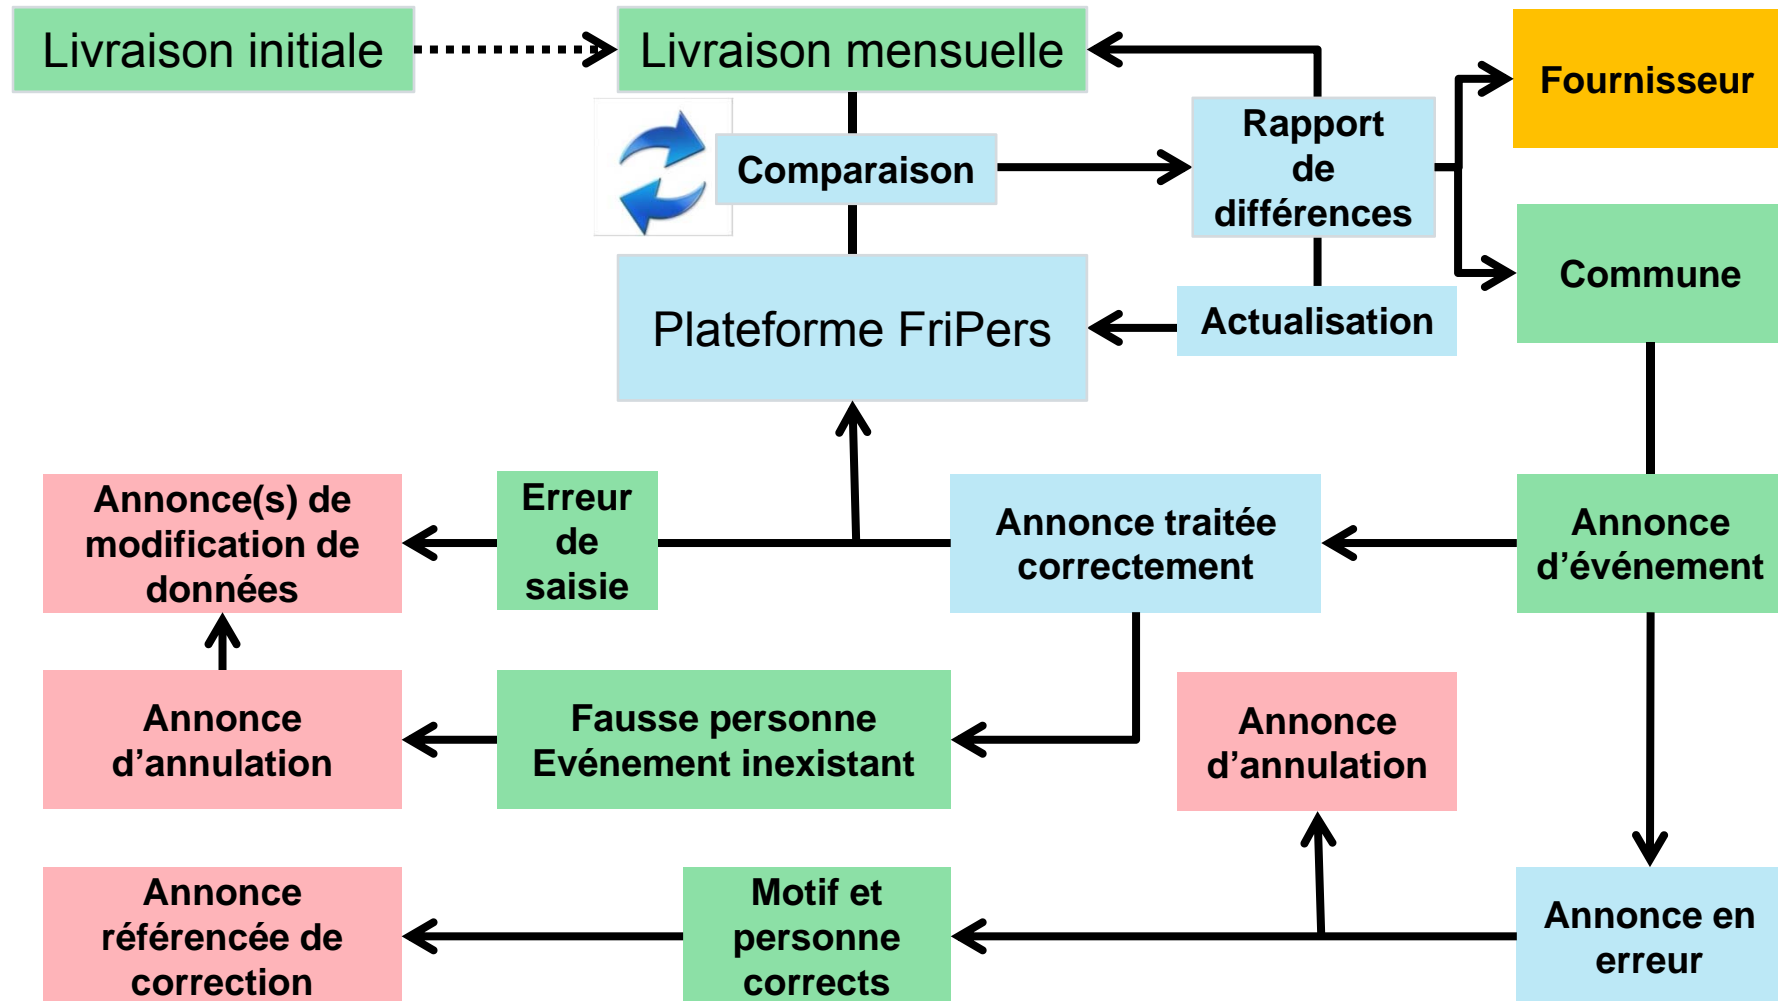 Livraison initiale
Livraison mensuelle
Fournisseur
Rapport
de
différences
Comparaison
Commune
Plateforme FriPers
Actualisation
Annonce(s) de
modification de
données
Erreur
de
saisie
Annonce traitée
correctement
Annonce
d’événement
Annonce
d’annulation
Fausse personne
Evénement inexistant
Annonce
d’annulation
Annonce
référencée de
correction
Motif et
personne
corrects
Annonce en
erreur